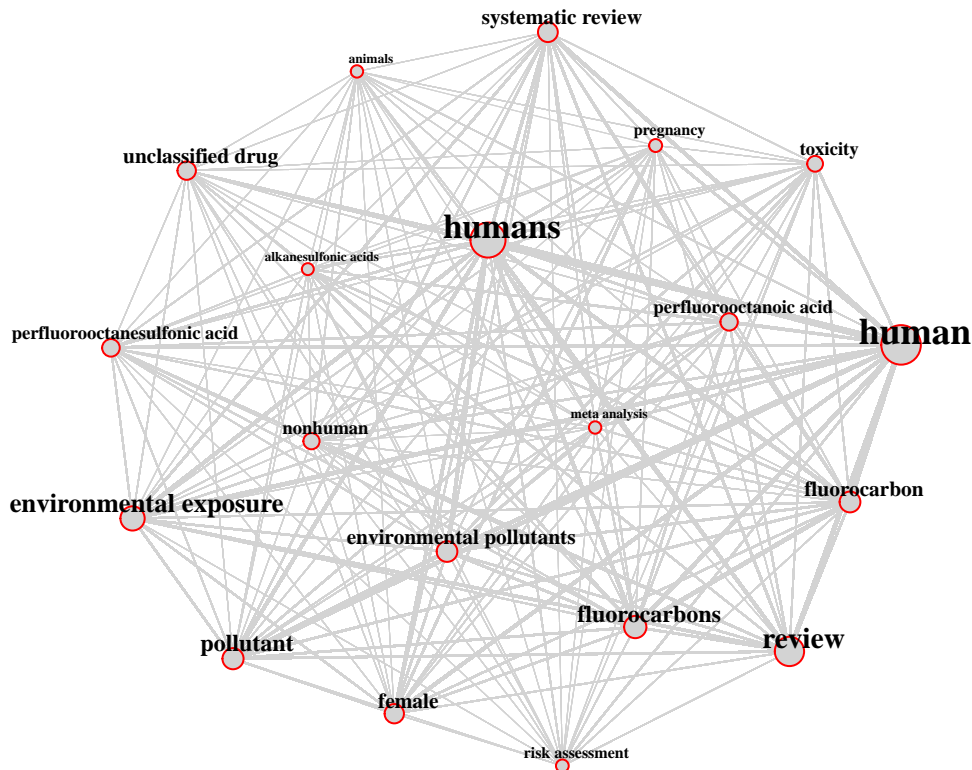 systematic review
animals
pregnancy
toxicity
unclassified drug
humans
alkanesulfonic acids
perfluorooctanoic acid
perfluorooctanesulfonic acid
human
meta analysis
nonhuman
fluorocarbon
environmental exposure
environmental pollutants
fluorocarbons
review
pollutant
female
risk assessment